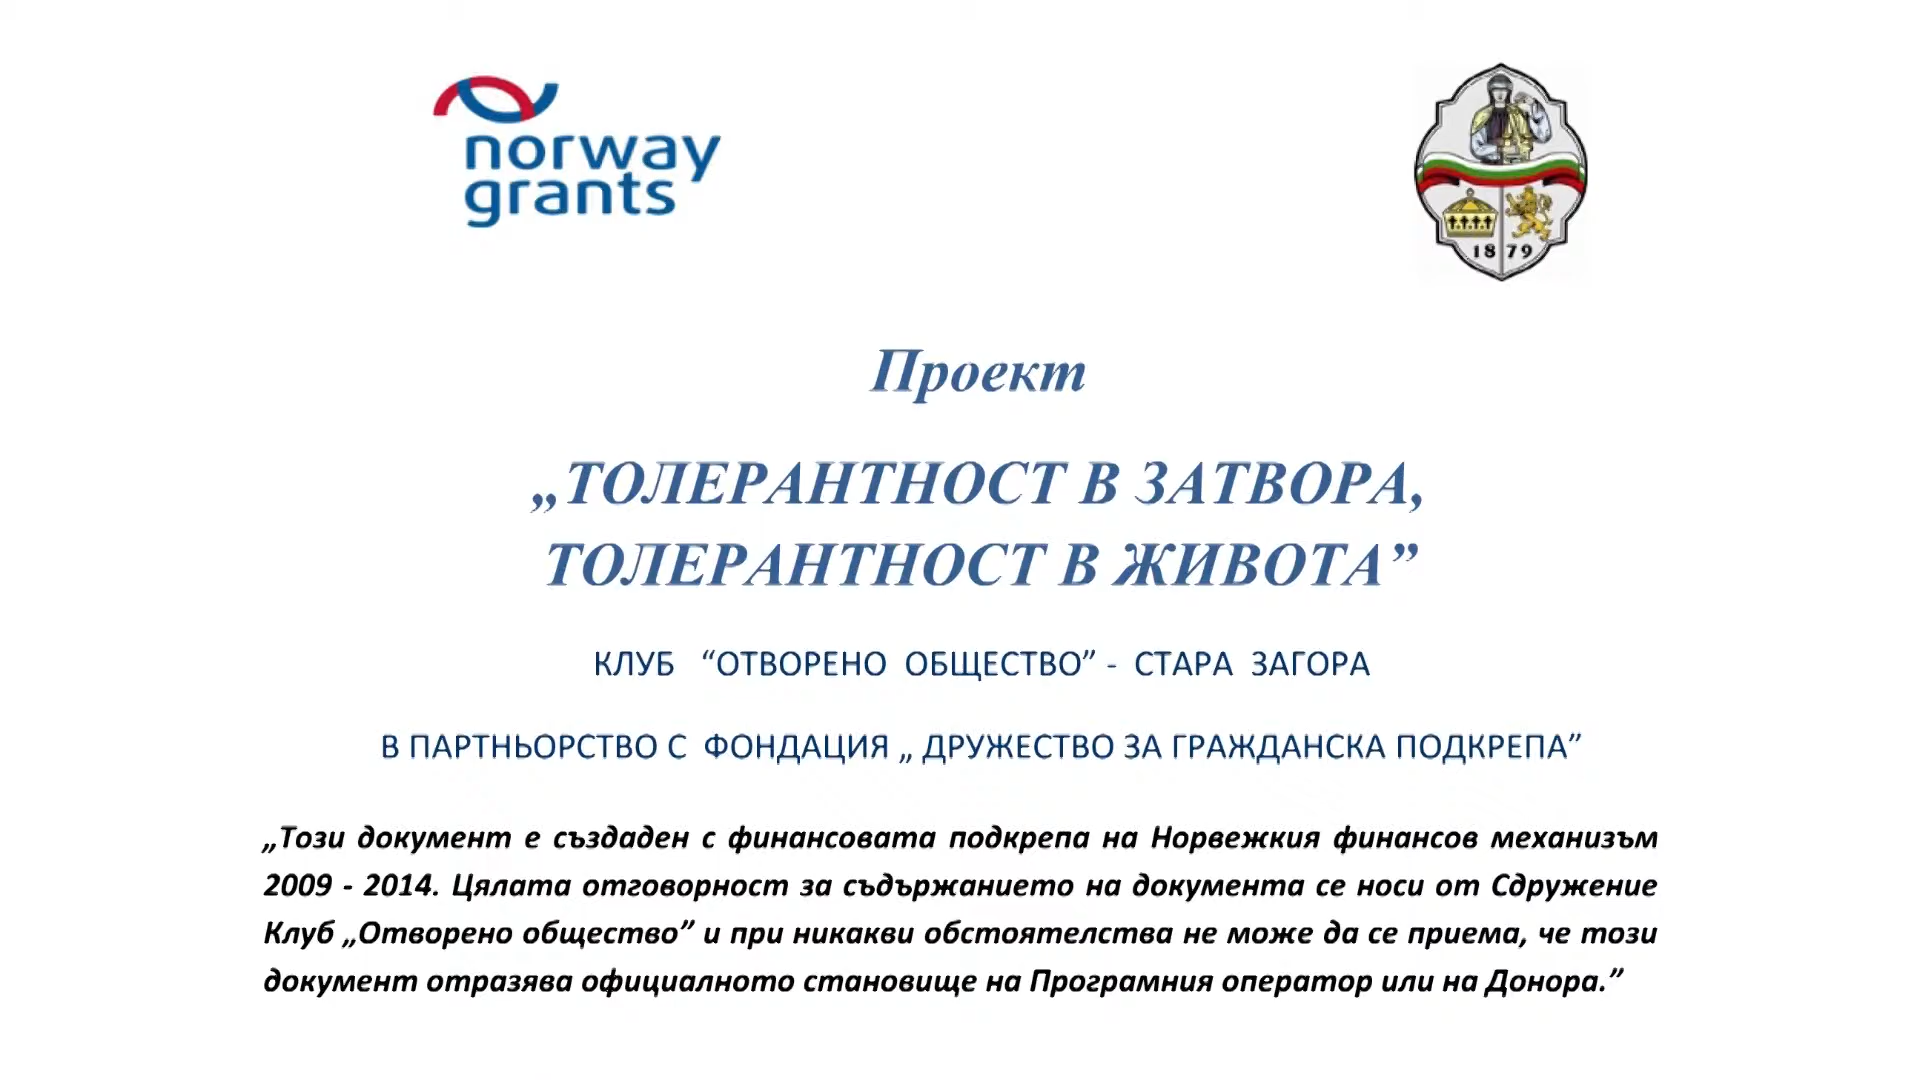 norway
grants
1879
Проект
„ТОЛЕРАНТНОСТ В ЗАТВОРА,
ТОЛЕРАНТНОСТ В ЖИВОТА”
КЛУБ “ОТВОРЕНО ОБЩЕСТВО” - СТАРА ЗАГОРА
В ПАРТНЬОРСТВО С ФОНДАЦИЯ „ ДРУЖЕСТВО ЗА ГРАЖДАНСКА ПОДКРЕПА”
„Този документ е създаден с финансовата подкрепа на Норвежкия финансов механизъм
2009 - 2014. Цялата отговорност за съдържанието на документа се носи от Сдружение
Клуб „Отворено общество” и при никакви обстоятелства не може да се приема, че този
документ отразява официалното становище на Програмния оператор или на Донора.”